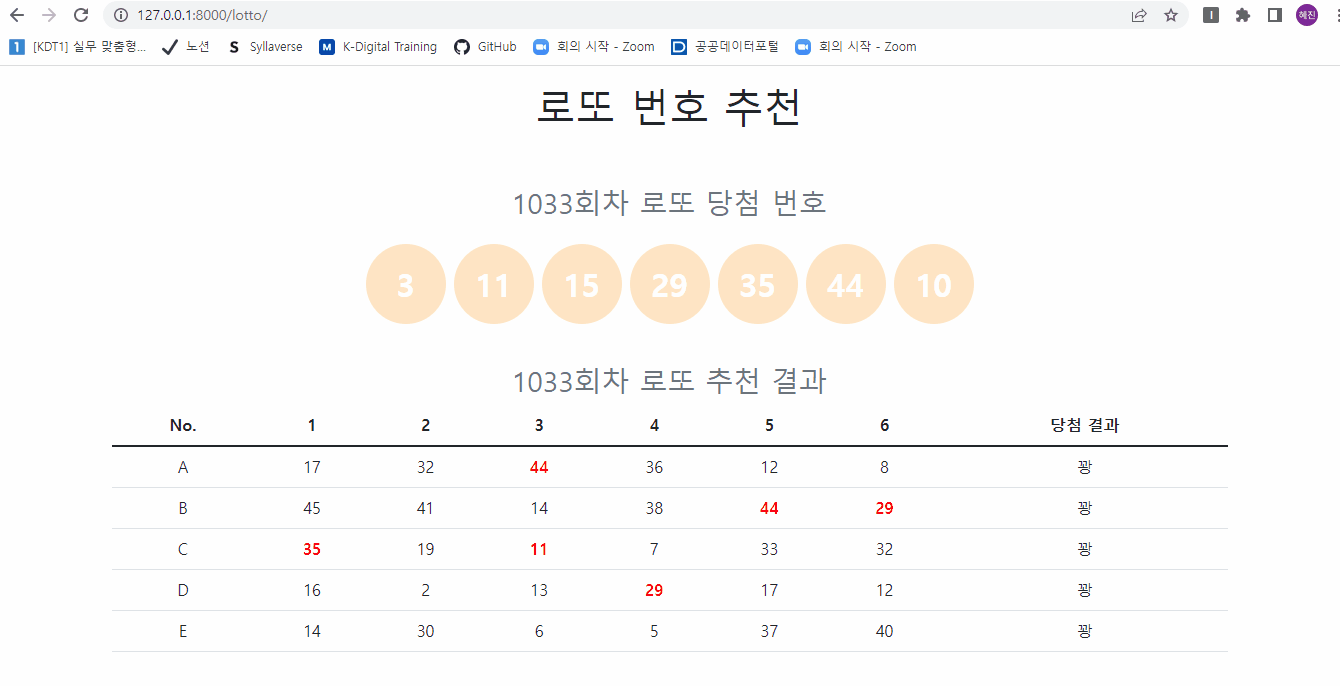 127.0.0.1:8000/lotto/ I 혜진
1 [KDT1] 실무 맞춤형... 노션 S Syllaverse M K-Digital Training GitHub 회의 시작 - Zoom D 공공데이터포털 회의 시작 - Zoom
로또 번호 추천
1033회차 로또 당첨 번호
3 11 15 29 35 44 10
1033회차 로또 추천 결과
No. 1 2 3 4 5 6 당첨 결과
A 17 32 44 36 12 8 꽝
B 45 41 14 38 44 29 꽝
C 35 19 11 7 33 32 꽝
D 16 2 13 29 17 12 꽝
E 14 30 6 5 37 40 꽝